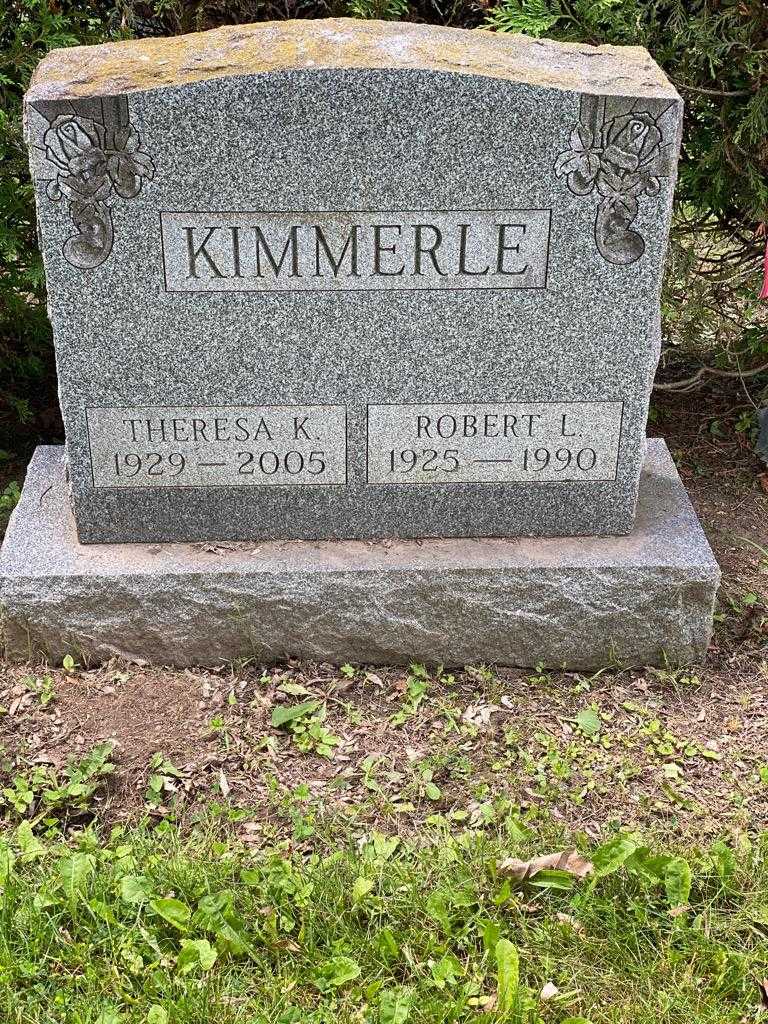 KIMMERLE
THERESA K.
1929 — 2005
ROBERT L.
1925 — 1990